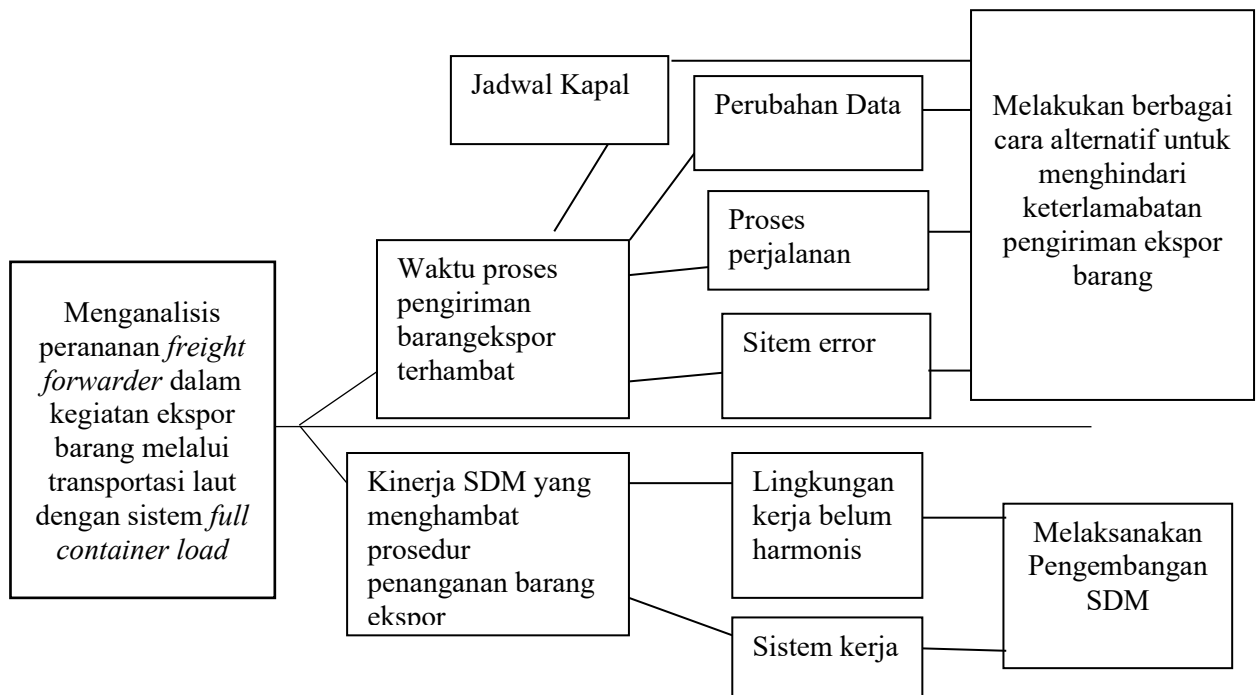 Menganalisis
perananan freight
forwarder dalam
kegiatan ekspor
barang melalui
transportasi laut
dengan sistem full
container load
Waktu proses
pengiriman
barangekspor
terhambat
Jadwal Kapal
Perubahan Data
Proses
perjalanan
Sitem error
Melakukan berbagai
cara alternatif untuk
menghindari
keterlamabatan
pengiriman ekspor
barang
Kinerja SDM yang
menghambat
prosedur
penanganan barang
ekspor
Lingkungan
kerja belum
harmonis
Sistem kerja
Melaksanakan
Pengembangan
SDM